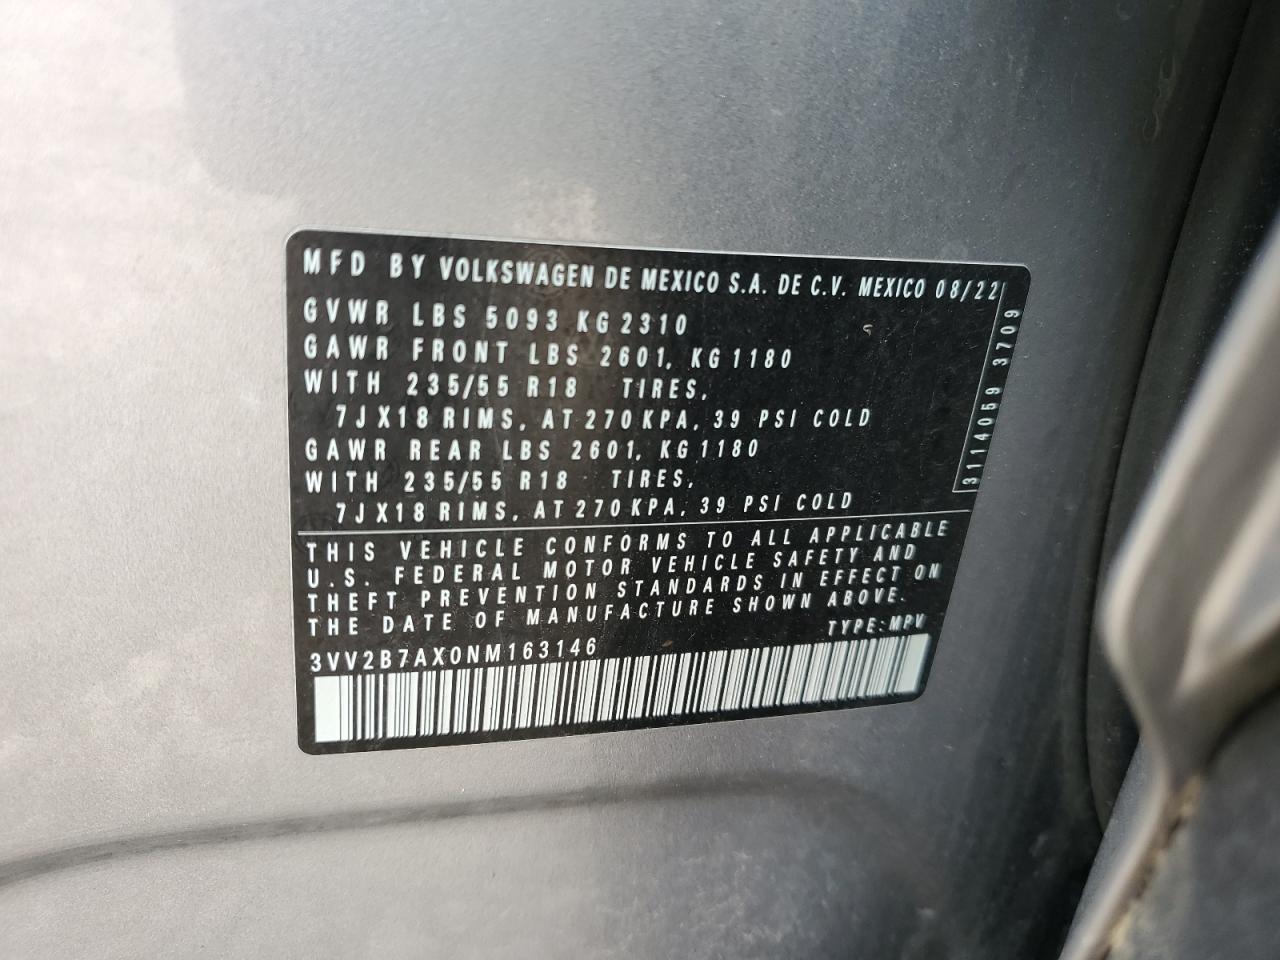 MFD BY VOLKSWAGEN DE MEXICO S.A. DE C.V. MEXICO 08/22
GVWR LBS 5093 KG 2310
GAWR FRONT LBS 2601, KG 1180
WITH 235/55 R18 TIRES,
7JX18 RIMS, AT 270 KPA, 39 PSI COLD
GAWR REAR LBS 2601, KG 1180
WITH 235/55 R18 TIRES,
7JX18 RIMS, AT 270 KPA, 39 PSI COLD
3114059 3709
THIS VEHICLE CONFORMS TO ALL APPLICABLE
U.S. FEDERAL MOTOR VEHICLE SAFETY AND
THEFT PREVENTION STANDARDS IN EFFECT ON
THE DATE OF MANUFACTURE SHOWN ABOVE.
TYPE: MPV
3VV2B7AX0NM163146